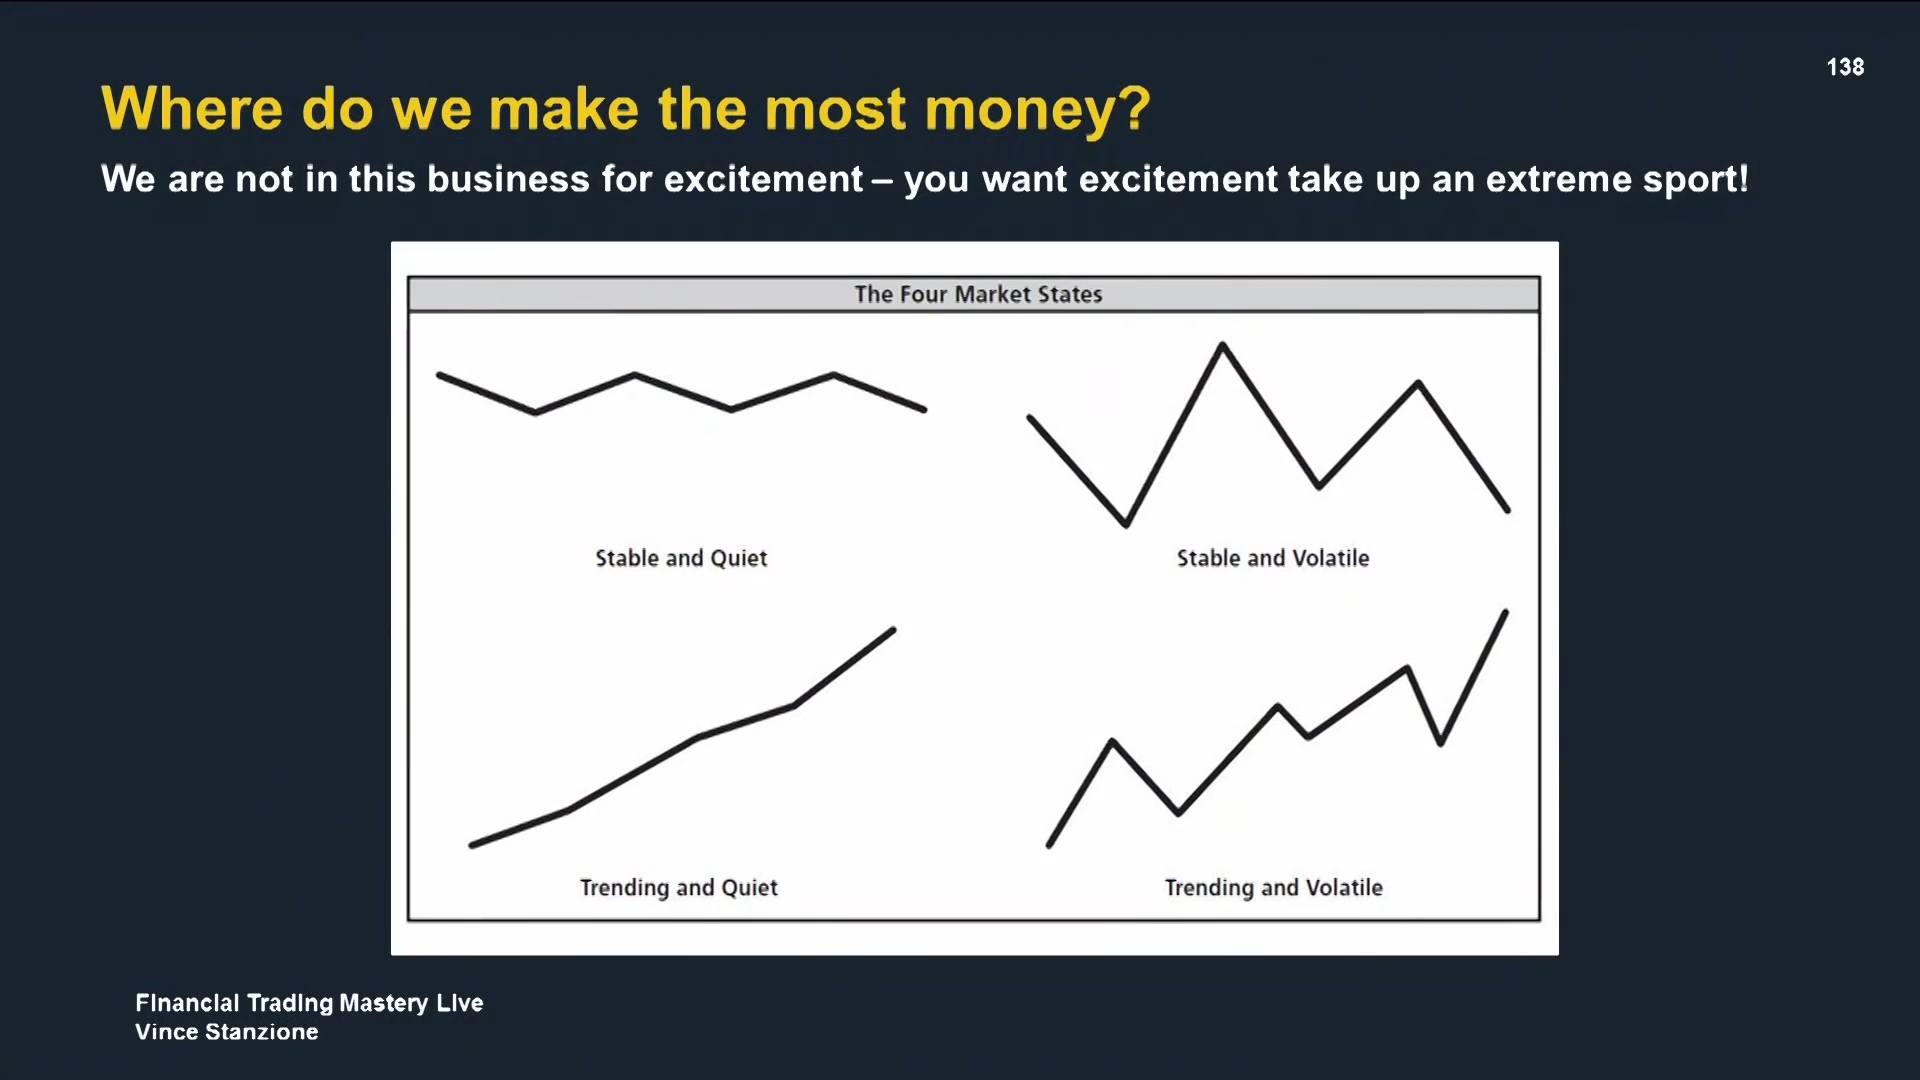 138
Where do we make the most money?
We are not in this business for excitement – you want excitement take up an extreme sport!
The Four Market States
Stable and Quiet
Stable and Volatile
Trending and Quiet
Trending and Volatile
Financial Trading Mastery Live
Vince Stanzione